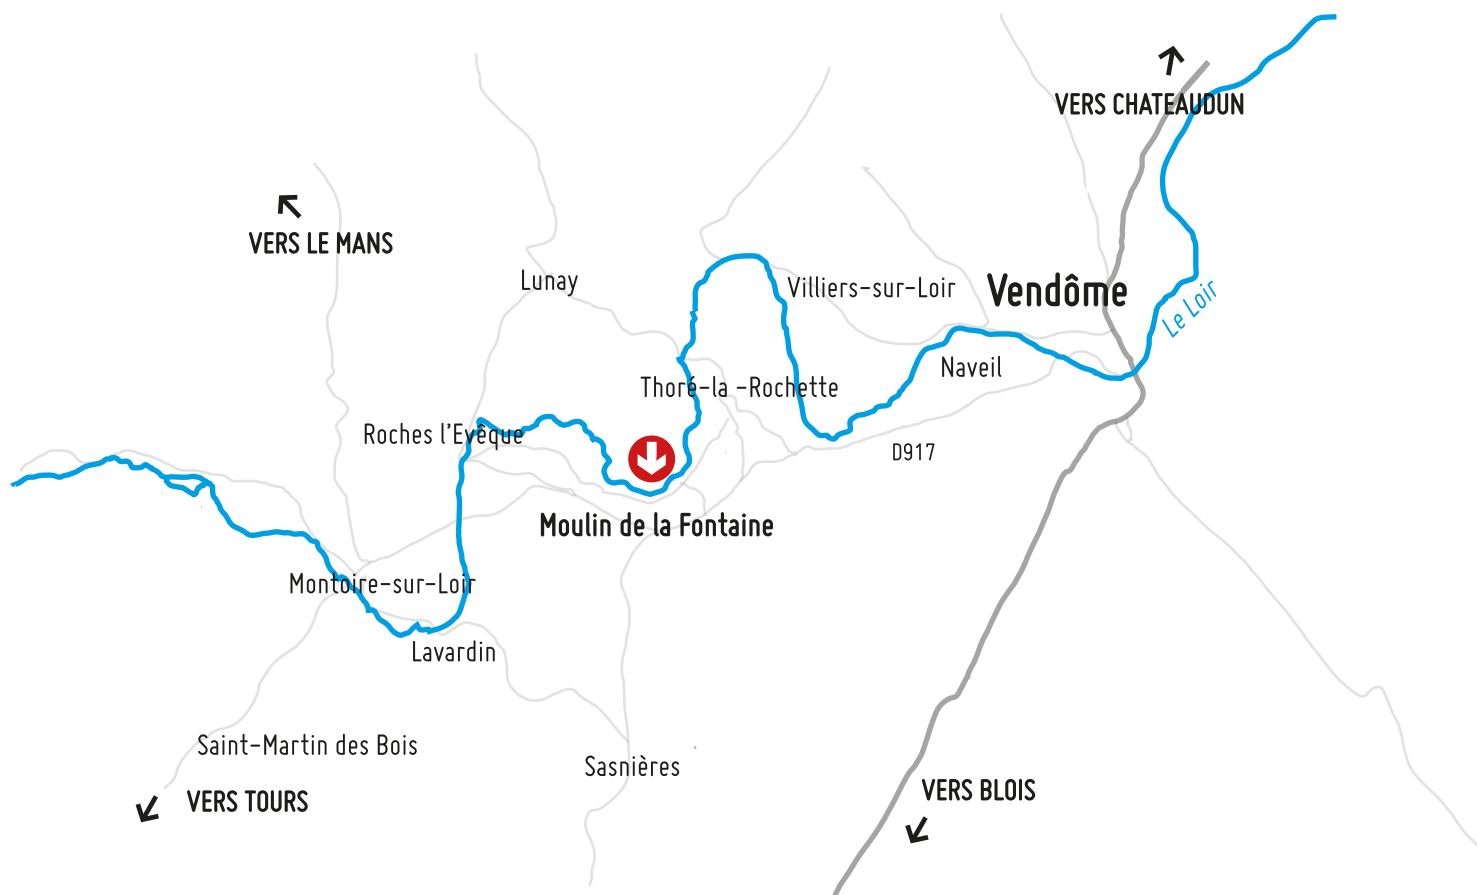 VERS CHATEAUDUN
VERS LE MANS
Lunay
Villiers-sur-Loir
Vendôme
Le Loir
Naveil
Thoré-la -Rochette
Roches l'Evêque
D917
Moulin de la Fontaine
Montoire-sur-Loir
Lavardin
Saint-Martin des Bois
Sasnières
VERS TOURS
VERS BLOIS